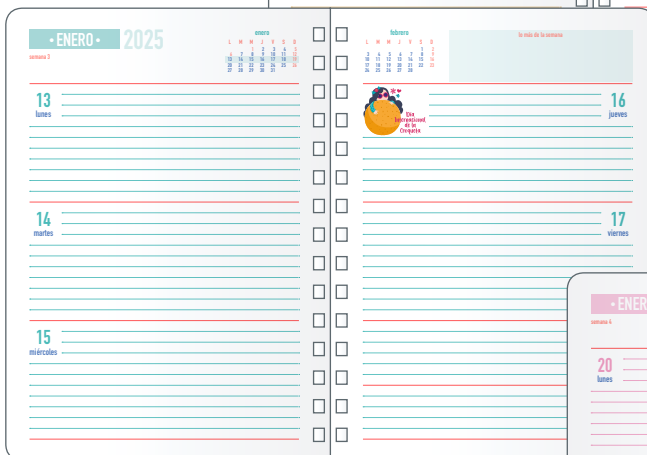 • ENERO •
2025
semana 3
enero
L M M J V S D
1 2 3 4 5
6 7 8 9 10 11 12
13 14 15 16 17 18 19
20 21 22 23 24 25 26
27 28 29 30 31
13
lunes
14
martes
15
miércoles
febrero
L M M J V S D
1 2
3 4 5 6 7 8 9
10 11 12 13 14 15 16
17 18 19 20 21 22 23
24 25 26 27 28
lo más de la semana
Día
Internacional
de la
Croqueta
16
jueves
17
viernes
• ENER
semana 4
20
lunes